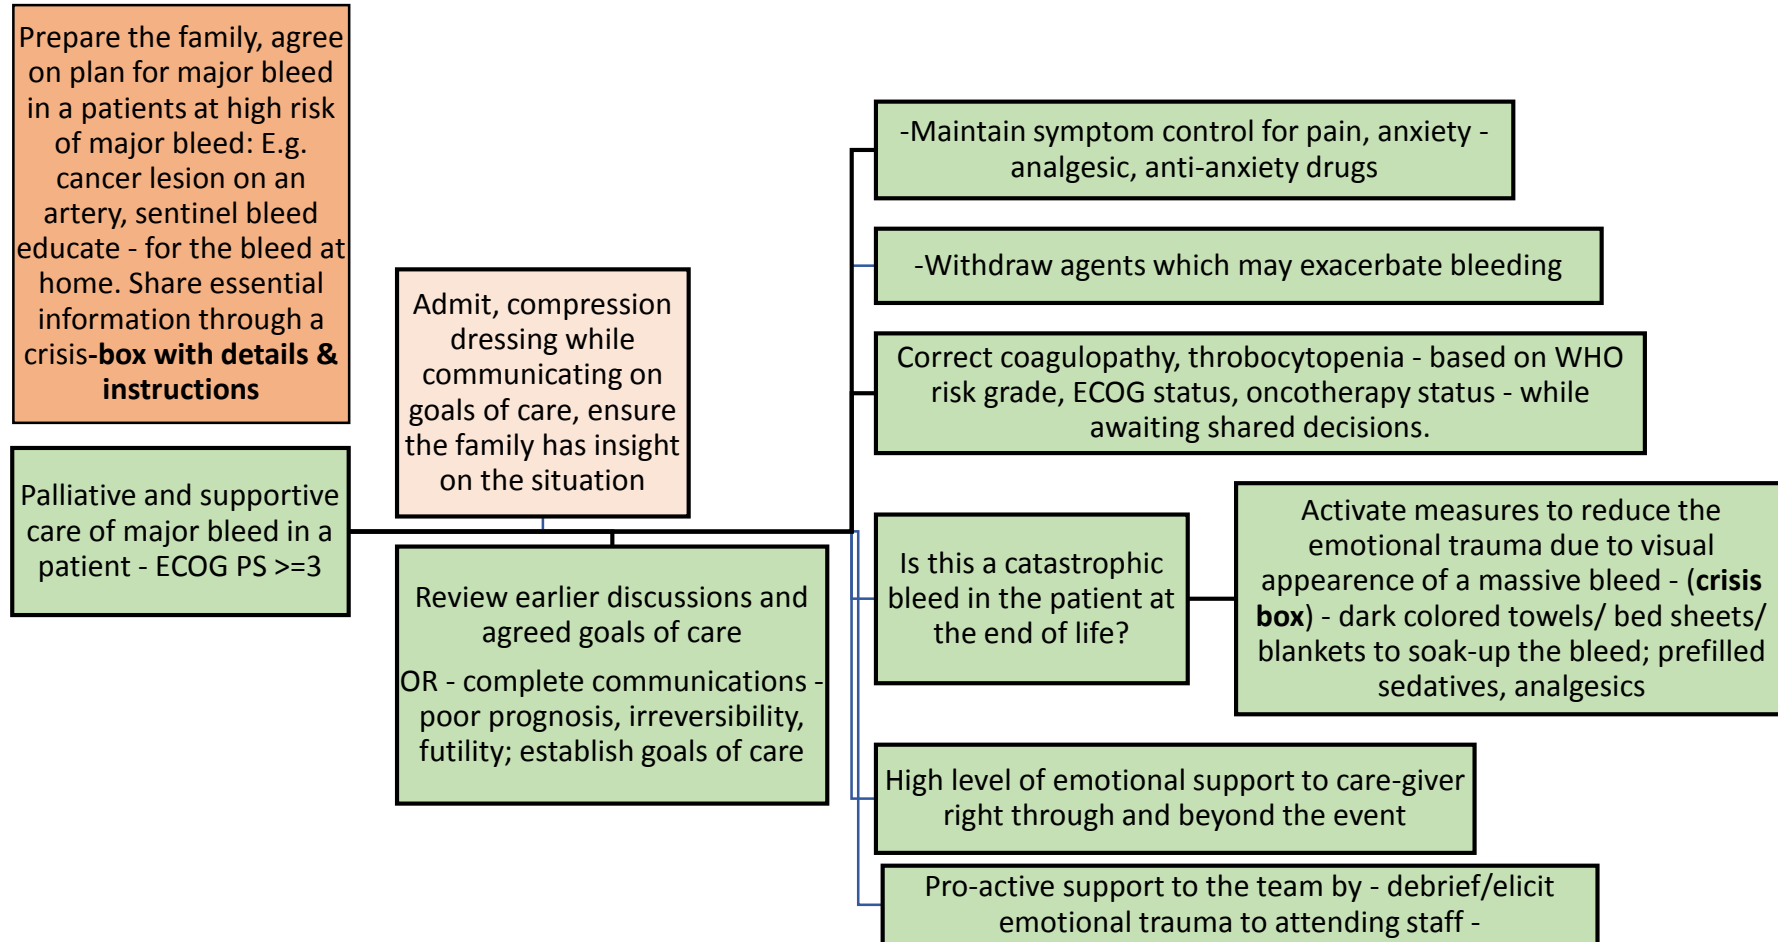 Prepare the family, agree
on plan for major bleed
in a patients at high risk
of major bleed: E.g.
cancer lesion on an
artery, sentinel bleed
educate - for the bleed at
home. Share essential
information through a
crisis-box with details &
instructions
Palliative and supportive
care of major bleed in a
patient - ECOG PS >=3
Admit, compression
dressing while
communicating on
goals of care, ensure
the family has insight
on the situation
Review earlier discussions and
agreed goals of care
OR - complete communications -
poor prognosis, irreversibility,
futility; establish goals of care
-Maintain symptom control for pain, anxiety -
analgesic, anti-anxiety drugs
-Withdraw agents which may exacerbate bleeding
Correct coagulopathy, throbocytopenia - based on WHO
risk grade, ECOG status, oncotherapy status - while
awaiting shared decisions.
Is this a catastrophic
bleed in the patient at
the end of life?
Activate measures to reduce the
emotional trauma due to visual
appearence of a massive bleed - (crisis
box) - dark colored towels/ bed sheets/
blankets to soak-up the bleed; prefilled
sedatives, analgesics
High level of emotional support to care-giver
right through and beyond the event
Pro-active support to the team by - debrief/elicit
emotional trauma to attending staff -